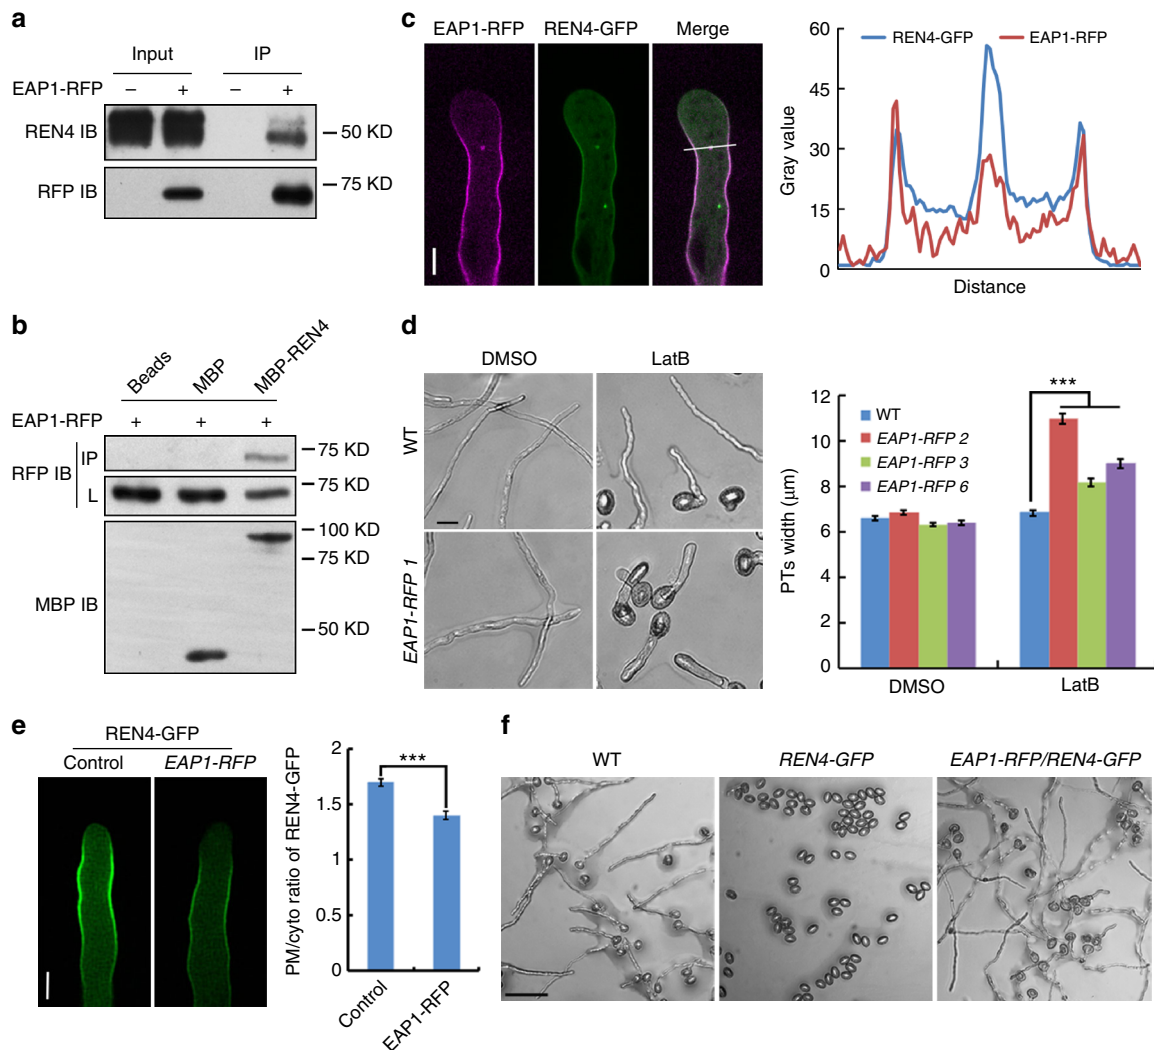 a
Input IP
EAP1-RFP − + − +
REN4 IB
50 KD
RFP IB
75 KD
b
Beads MBP MBP-REN4
EAP1-RFP + + +
RFP IB
IP
75 KD
L
75 KD
MBP IB
100 KD
75 KD
50 KD
c
EAP1-RFP REN4-GFP Merge
REN4-GFP EAP1-RFP
60
45
30
15
0
Gray value
Distance
d
DMSO LatB
WT
EAP1-RFP 1
***
WT
EAP1-RFP 2
EAP1-RFP 3
EAP1-RFP 6
12
10
8
6
4
2
0
PTs width (μm)
DMSO LatB
e
REN4-GFP
Control EAP1-RFP
***
2
1.5
1
0.5
0
PM/cyto ratio of REN4-GFP
Control EAP1-RFP
f
WT REN4-GFP EAP1-RFP/REN4-GFP